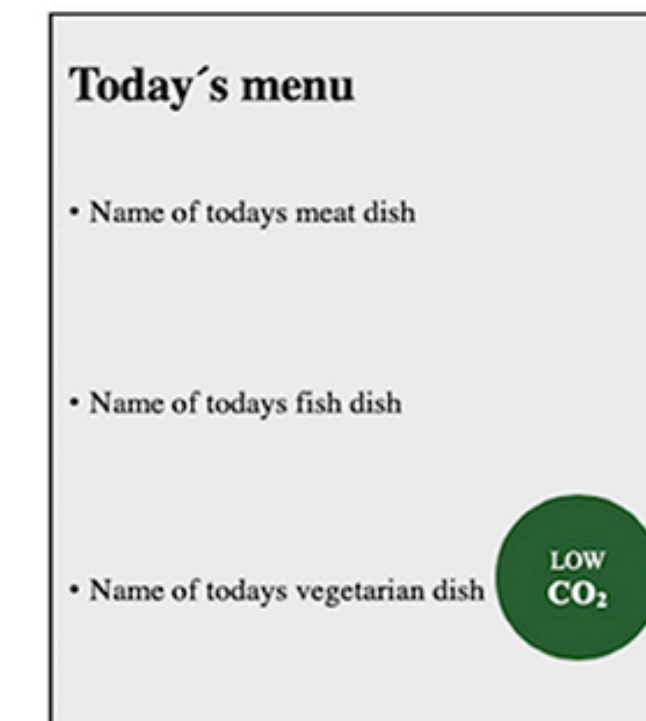 Today´s menu
• Name of todays meat dish
• Name of todays fish dish
• Name of todays vegetarian dish
LOW
CO₂